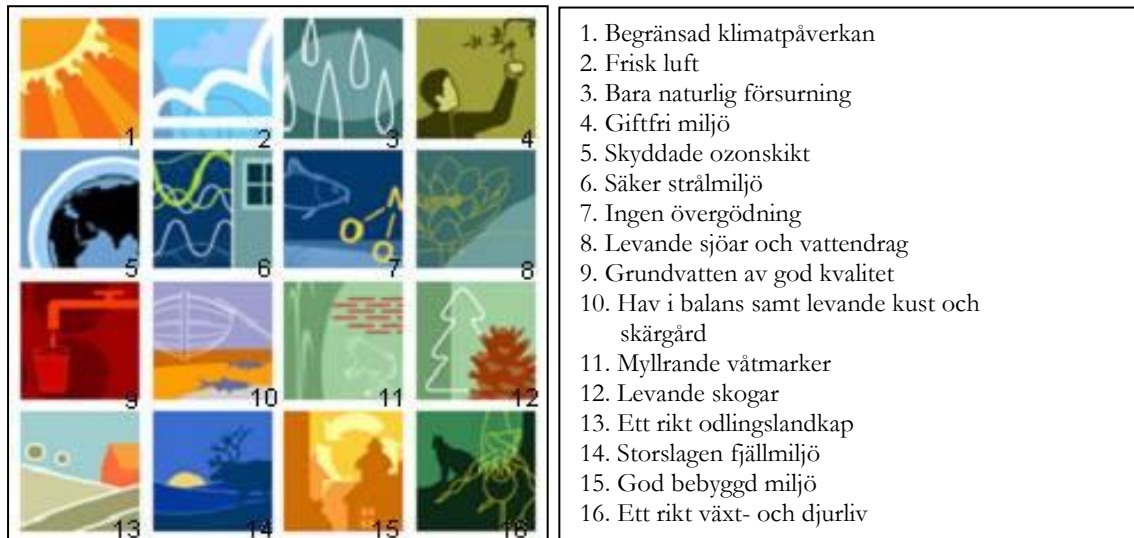 1
2
3
4
5
6
7
O
N
O
8
9
10
11
12
13
14
15
16
1. Begränsad klimatpåverkan
2. Frisk luft
3. Bara naturlig försurning
4. Giftfri miljö
5. Skyddade ozonskikt
6. Säker strålmiljö
7. Ingen övergödning
8. Levande sjöar och vattendrag
9. Grundvatten av god kvalitet
10. Hav i balans samt levande kust och
skärgård
11. Myllrande våtmarker
12. Levande skogar
13. Ett rikt odlingslandkap
14. Storslagen fjällmiljö
15. God bebyggd miljö
16. Ett rikt växt- och djurliv